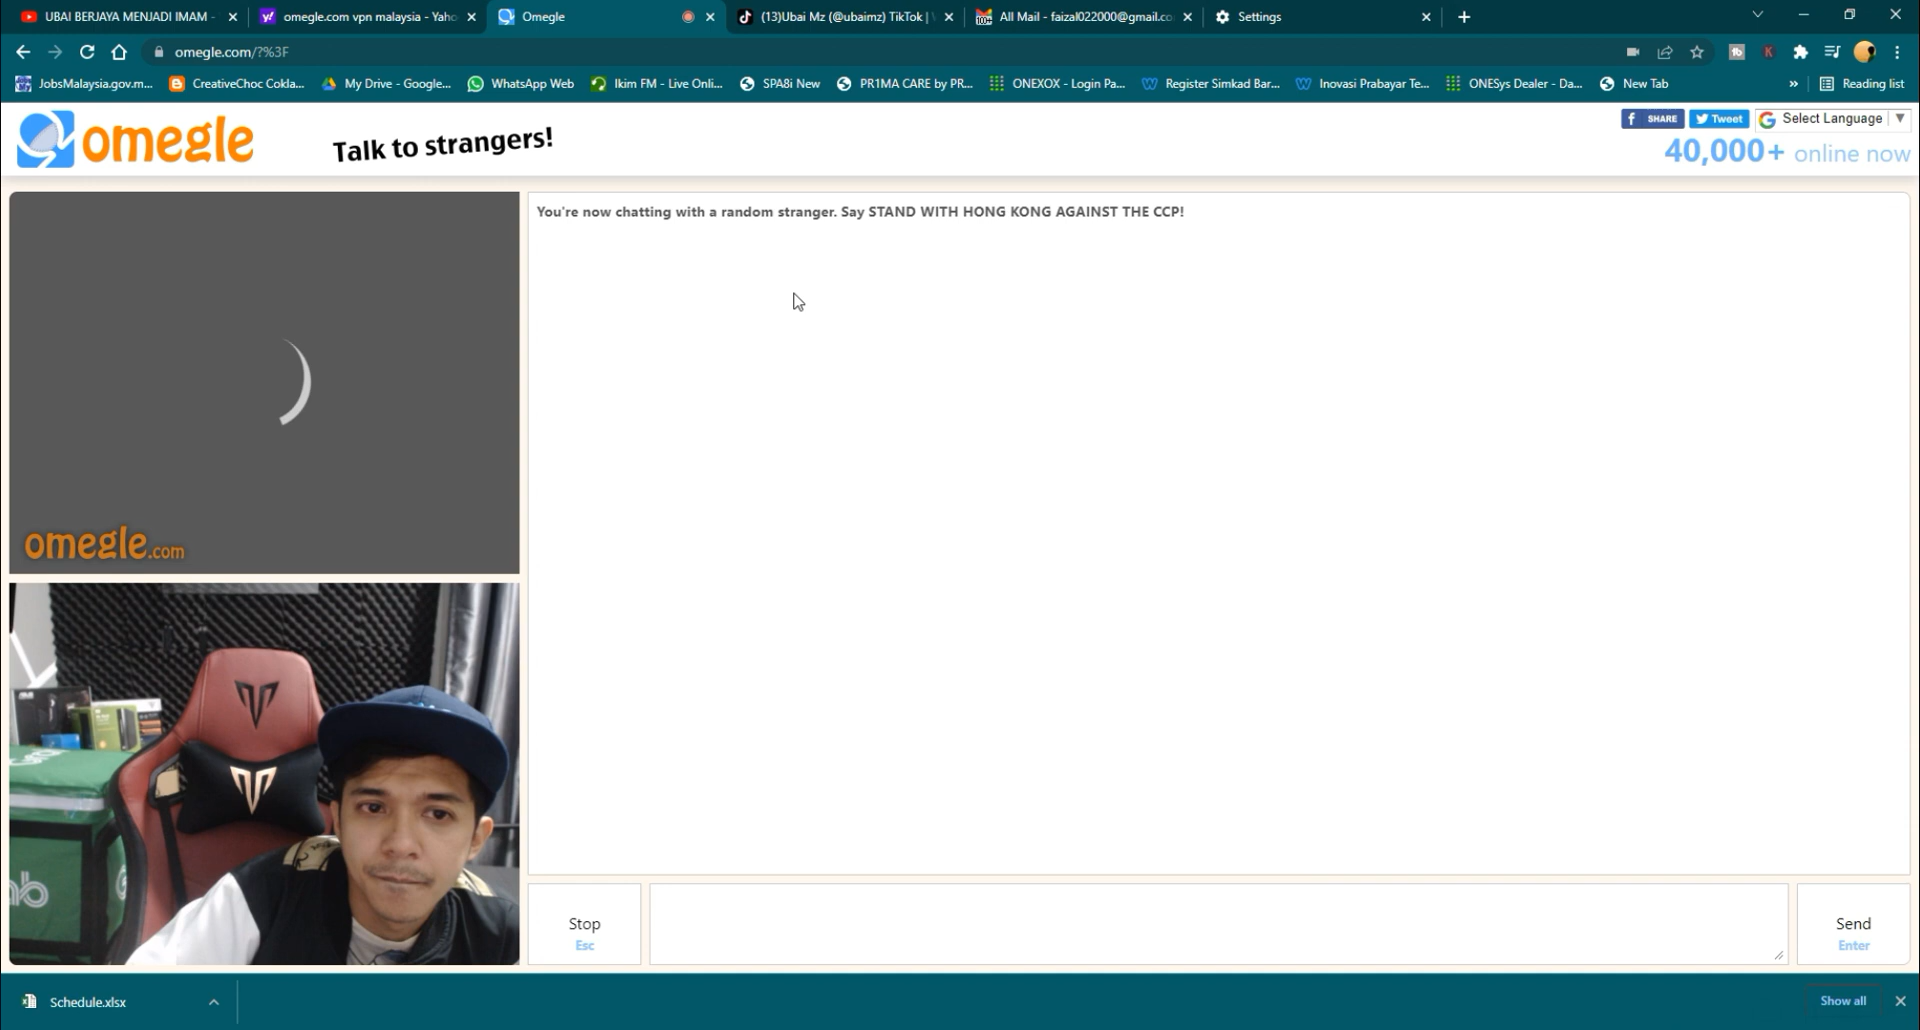 UBAI BERJAYA MENJADI IMAM -
omegle.com vpn malaysia - Yaho
Omegle
(13)Ubai Mz (@ubaimz) TikTok |
All Mail - faizal022000@gmail.co
Settings
omegle.com/?%3F
JobsMalaysia.gov.m...
CreativeChoc Cokla...
My Drive - Google...
WhatsApp Web
Ikim FM - Live Onli...
SPA8i New
PR1MA CARE by PR...
ONEXOX - Login Pa...
Register Simkad Bar...
Inovasi Prabayar Te...
ONESys Dealer - Da...
New Tab
»
Reading list
omegle
Talk to strangers!
SHARE
Tweet
Select Language
40,000+ online now
You're now chatting with a random stranger. Say STAND WITH HONG KONG AGAINST THE CCP!
omegle.com
Stop
Esc
Send
Enter
Schedule.xlsx
Show all